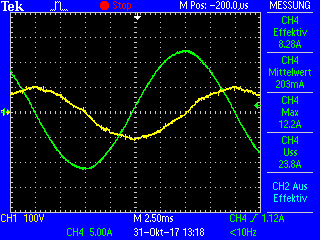 Tek Stop M Pos: -200.0us MESSUNG
CH4
Effektiv
8.28A
CH4
Mittelwert
203mA
CH4
Max
12.2A
CH4
Uss
23.8A
CH2 Aus
Effektiv
CH1 100V M 2.50ms CH4 / 1.12A
CH4 5.00A 31-Okt-17 13:18 <10Hz